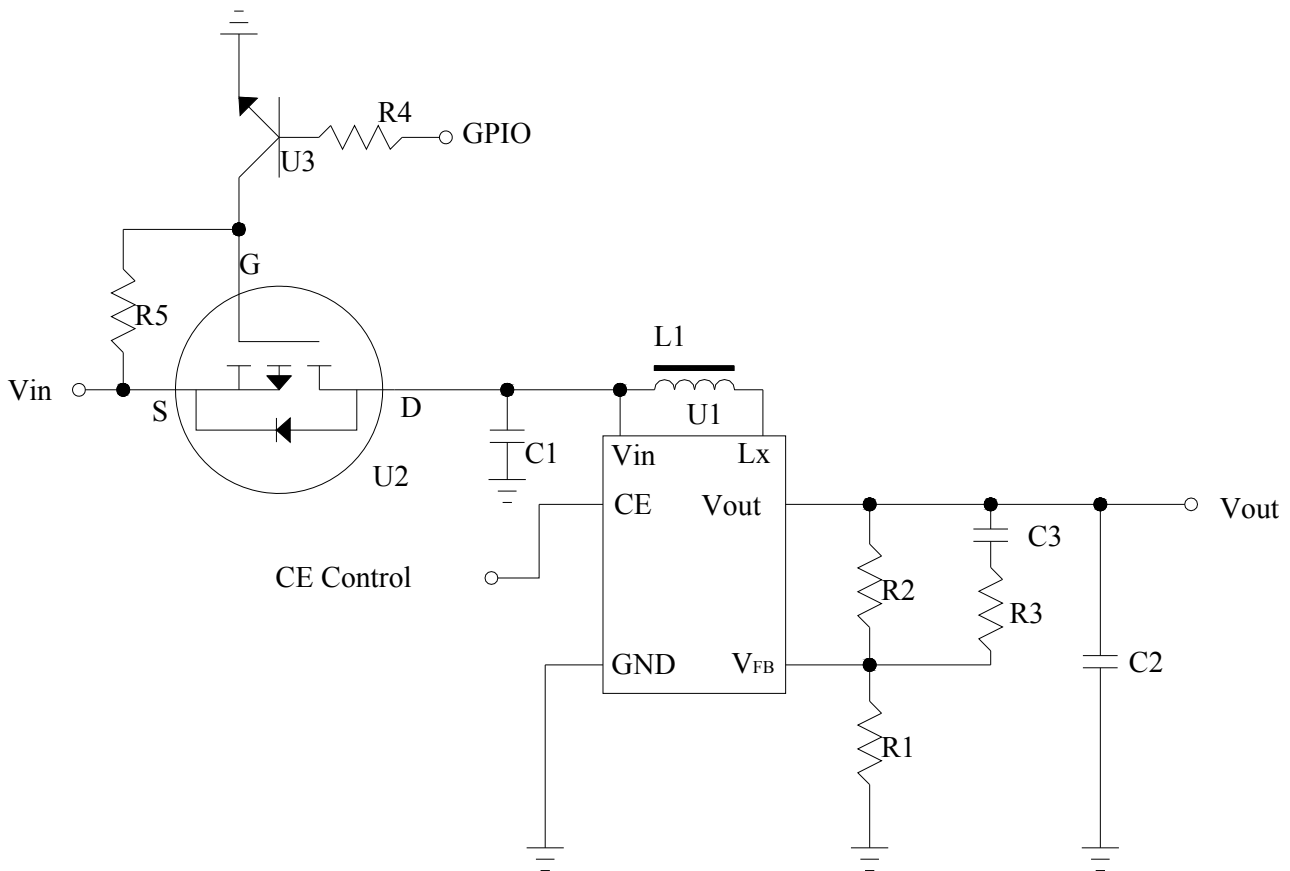 R4
GPIO
U3
G
R5
L1
Vin
S
D
U1
C1
Vin
Lx
U2
CE
Vout
Vout
C3
CE Control
R2
R3
GND
VFB
C2
R1